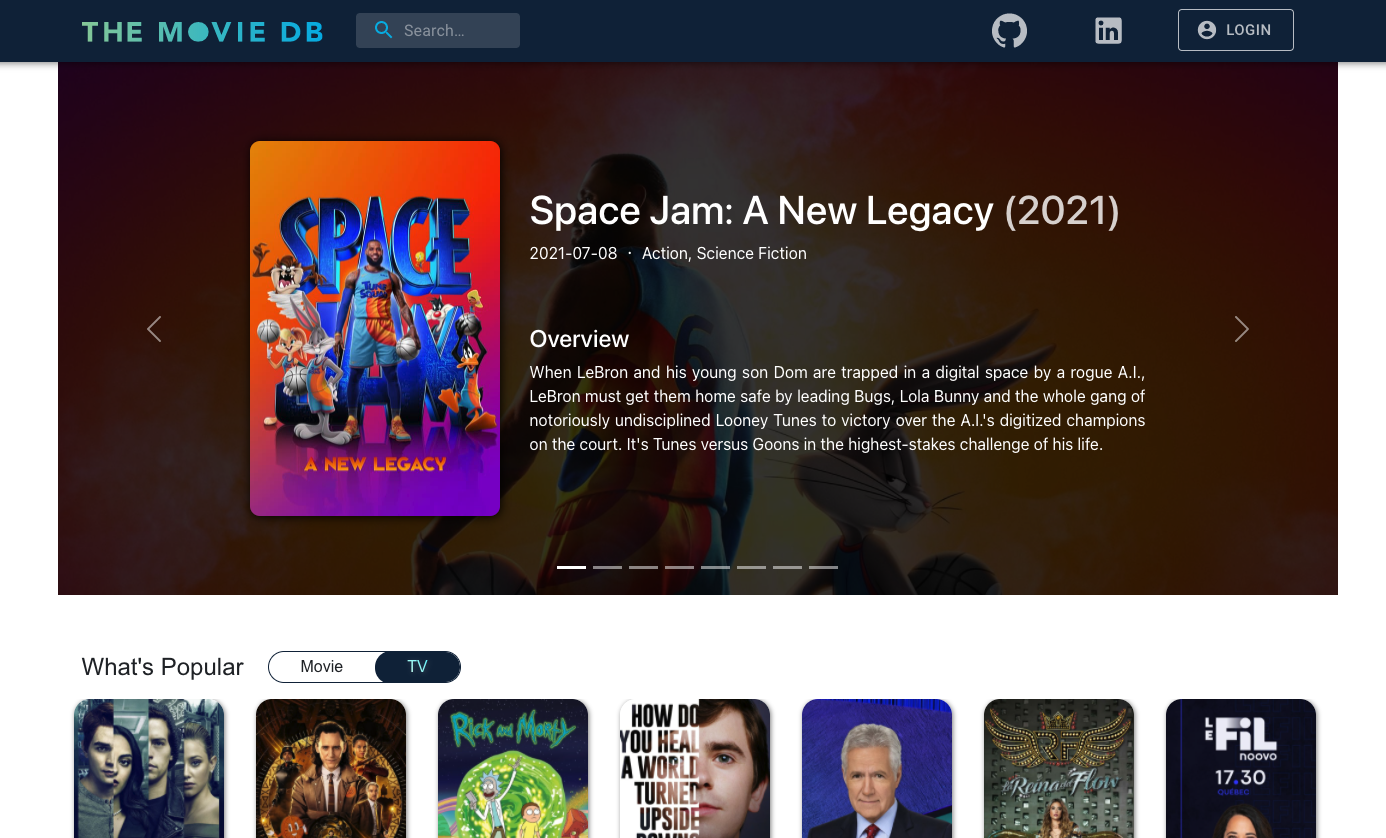 THE MOVIE DB
Search…
LOGIN
SPACE
JAM
TUNE
SQUAD
A NEW LEGACY
Space Jam: A New Legacy (2021)
2021-07-08 · Action, Science Fiction
Overview
When LeBron and his young son Dom are trapped in a digital space by a rogue A.I.,
LeBron must get them home safe by leading Bugs, Lola Bunny and the whole gang of
notoriously undisciplined Looney Tunes to victory over the A.I.'s digitized champions
on the court. It's Tunes versus Goons in the highest-stakes challenge of his life.
What's Popular
Movie
TV
Rick and Morty
HOW DO
YOU HEAL
A WORLD
TURNED
UPSIDE
DOWN
RF
La Reina del Flow
LE FiL
noovo
17.30
QUÉBEC